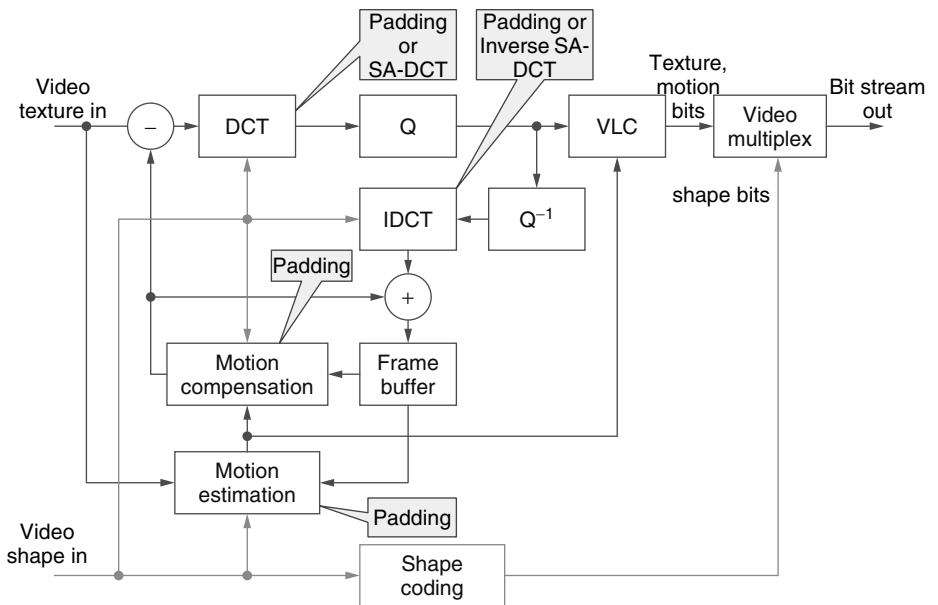 Padding
or
SA-DCT
Padding or
Inverse SA-
DCT
Video
texture in
Texture,
motion
bits
Bit stream
out
−
DCT
Q
VLC
Video
multiplex
shape bits
IDCT
Q−1
Padding
+
Motion
compensation
Frame
buffer
Motion
estimation
Padding
Video
shape in
Shape
coding